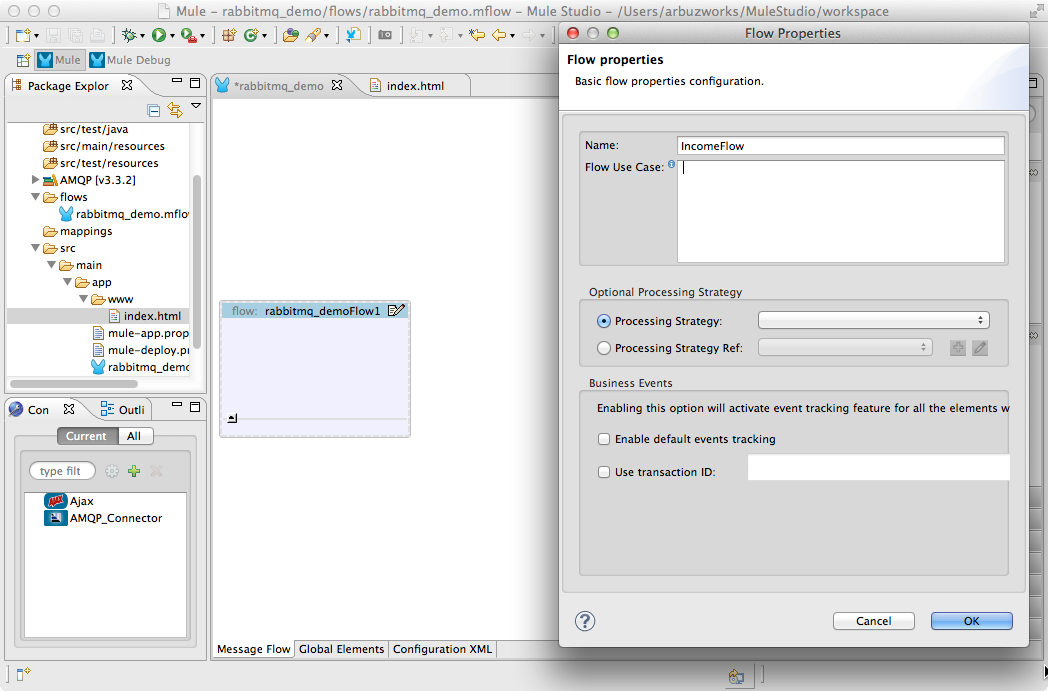 Mule – rabbitmq_demo/flows/rabbitmq_demo.mflow – Mule Studio – /Users/arbuzworks/MuleStudio/workspace
Mule
Mule Debug
Package Explor
src/test/java
src/main/resources
src/test/resources
AMQP [v3.3.2]
flows
rabbitmq_demo.mflo
mappings
src
main
app
www
index.html
mule-app.prop
mule-deploy.pr
rabbitmq_demo
Con
Outli
Current
All
type filt
Ajax
AMQP_Connector
*rabbitmq_demo
index.html
flow: rabbitmq_demoFlow1
Message Flow
Global Elements
Configuration XML
Flow Properties
Flow properties
Basic flow properties configuration.
Name:
IncomeFlow
Flow Use Case:
Optional Processing Strategy
Processing Strategy:
Processing Strategy Ref:
Business Events
Enabling this option will activate event tracking feature for all the elements w
Enable default events tracking
Use transaction ID:
?
Cancel
OK